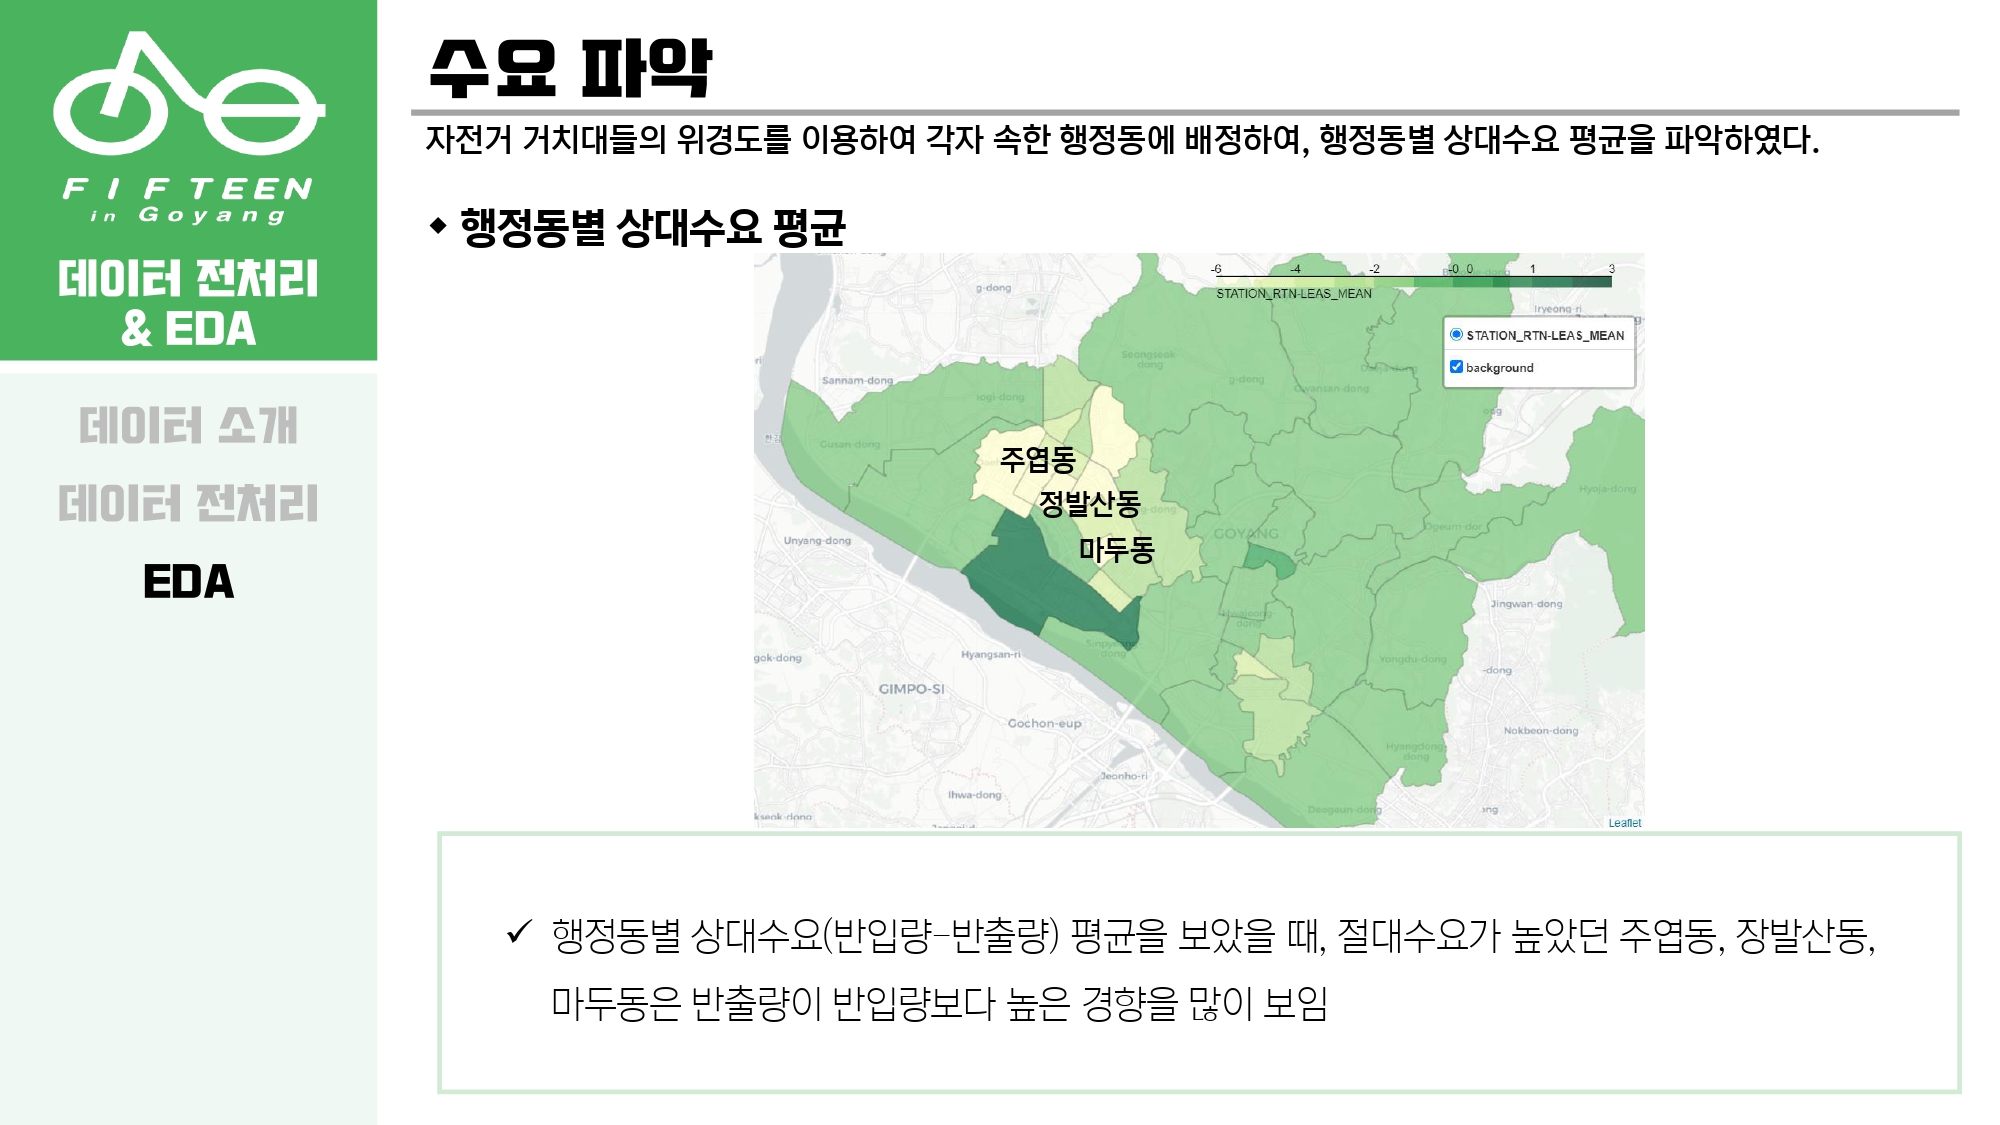 FIFTEEN
in Goyang
데이터 전처리
& EDA
데이터 소개
데이터 전처리
EDA
수요 파악
자전거 거치대들의 위경도를 이용하여 각자 속한 행정동에 배정하여, 행정동별 상대수요 평균을 파악하였다.
◆ 행정동별 상대수요 평균
-6 -4 -2 -0 0 1 3
STATION_RTN-LEAS_MEAN
STATION_RTN-LEAS_MEAN
background
g-dong
Iryeong-ri
Seongseok-dong
Sannam-dong
g-dong
Gwansan-dong
ogi-dong
Gusan-dong
한강
주엽동
정발산동
마두동
g-dong
Hyoja-dong
GOYANG
Unyang-dong
Jingwan-dong
Hwajeong-dong
Hyangsan-ri
gok-dong
Yongdu-dong
-dong
GIMPO-SI
Gochon-eup
Nokbeon-dong
Hyangdong-dong
Jeonho-ri
Ihwa-dong
Deogeun-dong
kseok-dong
Leaflet
✓ 행정동별 상대수요(반입량-반출량) 평균을 보았을 때, 절대수요가 높았던 주엽동, 장발산동,
마두동은 반출량이 반입량보다 높은 경향을 많이 보임